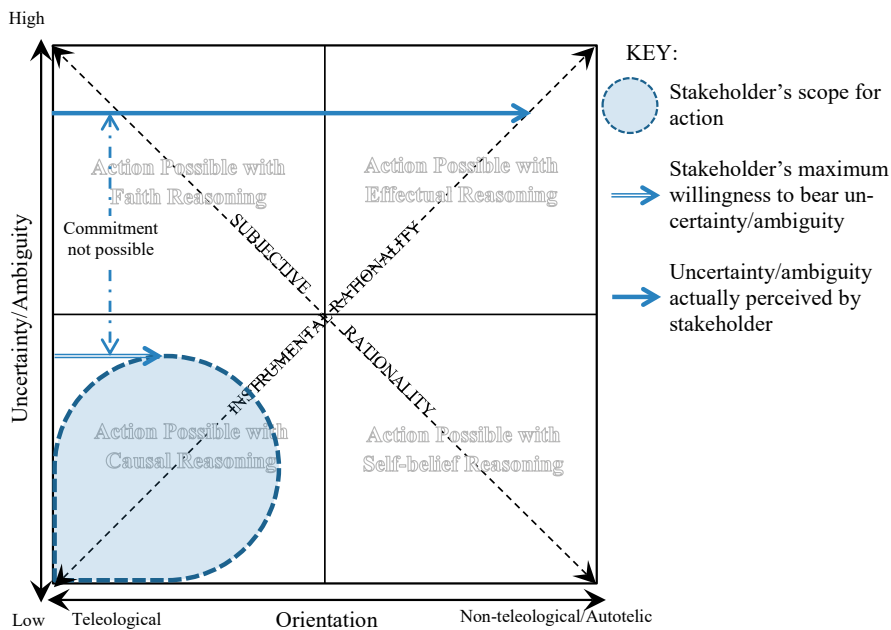 High
KEY:
Stakeholder's scope for
action
Stakeholder's maximum
willingness to bear un-
certainty/ambiguity
Uncertainty/ambiguity
actually perceived by
stakeholder
Action Possible with
Faith Reasoning
Action Possible with
Effectual Reasoning
Commitment
not possible
SUBJECTIVE
RATIONALITY
INSTRUMENTAL RATIONALITY
Uncertainty/Ambiguity
Action Possible with
Causal Reasoning
Action Possible with
Self-belief Reasoning
Low
Teleological
Orientation
Non-teleological/Autotelic